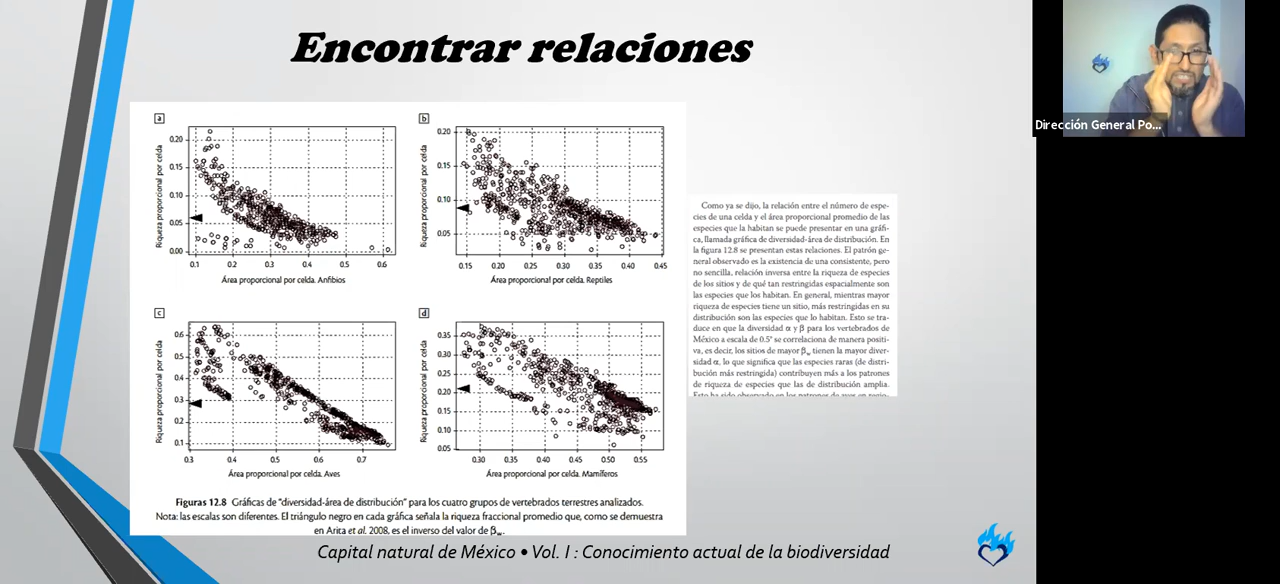 Encontrar relaciones
a
Riqueza proporcional por celda
0.20
0.15
0.10
0.05
0.00
0.1 0.2 0.3 0.4 0.5 0.6
Área proporcional por celda. Anfibios
b
Riqueza proporcional por celda
0.20
0.15
0.10
0.05
0.15 0.20 0.25 0.30 0.35 0.40 0.45
Área proporcional por celda. Reptiles
c
Riqueza proporcional por celda
0.6
0.5
0.4
0.3
0.2
0.1
0.3 0.4 0.5 0.6 0.7
Área proporcional por celda. Aves
d
Riqueza proporcional por celda
0.35
0.30
0.25
0.20
0.15
0.10
0.05
0.30 0.35 0.40 0.45 0.50 0.55
Área proporcional por celda. Mamíferos
Figuras 12.8 Gráficas de "diversidad-área de distribución" para los cuatro grupos de vertebrados terrestres analizados.
Nota: las escalas son diferentes. El triángulo negro en cada gráfica señala la riqueza fraccional promedio que, como se demuestra
en Arita et al. 2008, es el inverso del valor de βw.
Como ya se dijo, la relación entre el número de espe-
cies de una celda y el área proporcional promedio de las
especies que la habitan se puede presentar en una gráfi-
ca, llamada gráfica de diversidad-área de distribución. En
la figura 12.8 se presentan estas relaciones. El patrón ge-
neral observado es la existencia de una consistente, pero
no sencilla, relación inversa entre la riqueza de especies
de los sitios y de qué tan restringidas espacialmente son
las especies que los habitan. En general, mientras mayor
riqueza de especies tiene un sitio, más restringidas en su
distribución son las especies que lo habitan. Esto se tra-
duce en que la diversidad α y β para los vertebrados de
México a escala de 0.5° se correlaciona de manera positi-
va, es decir, los sitios de mayor βw tienen la mayor diver-
sidad α, lo que significa que las especies raras (de distri-
bución más restringida) contribuyen más a los patrones
de riqueza de especies que las de distribución amplia.
Esto ha sido observado en los patrones de aves en regio-
Capital natural de México • Vol. I : Conocimiento actual de la biodiversidad
Dirección General Po...